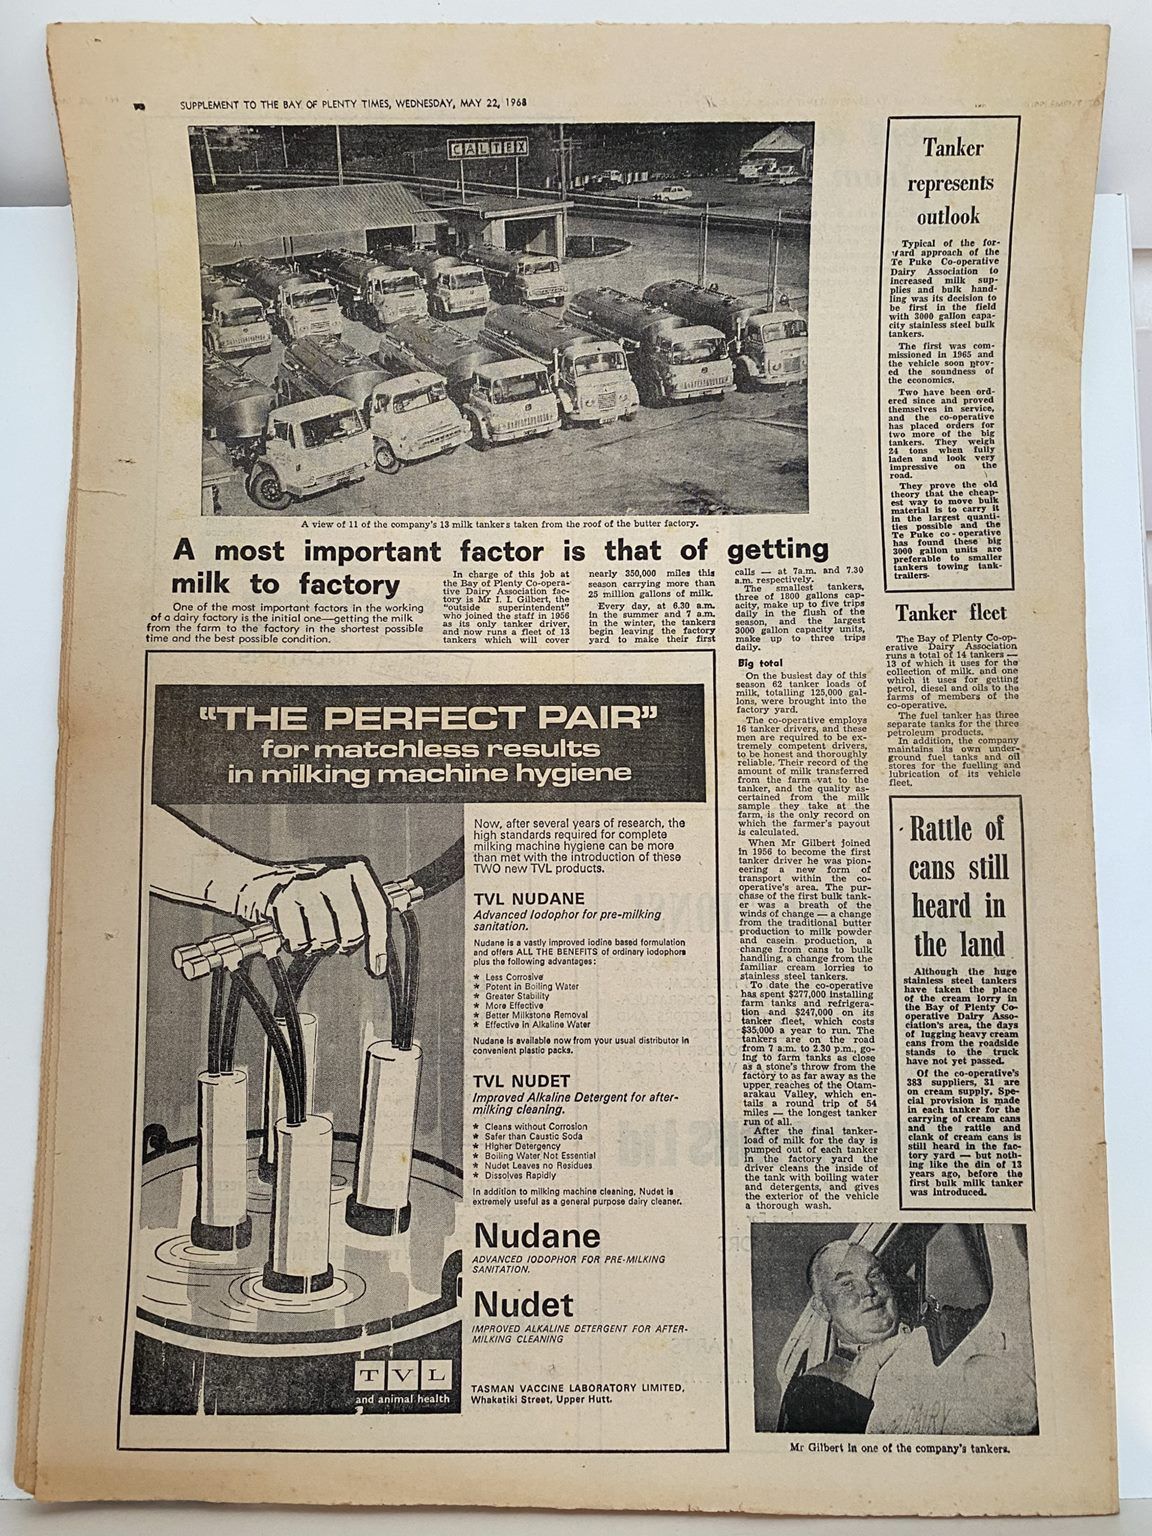 SUPPLEMENT TO THE BAY OF PLENTY TIMES, WEDNESDAY, MAY 22, 1968
CALTEX
A view of 11 of the company's 13 milk tankers taken from the roof of the butter factory.
A most important factor is that of getting
milk to factory
One of the most important factors in the working
of a dairy factory is the initial one—getting the milk
from the farm to the factory in the shortest possible
time and the best possible condition.
In charge of this job at
the Bay of Plenty Co-opera-
tive Dairy Association fac-
tory is Mr I. I. Gilbert, the
"outside superintendent"
who joined the staff in 1956
as its only tanker driver,
and now runs a fleet of 13
tankers which will cover
nearly 350,000 miles this
season carrying more than
25 million gallons of milk.
Every day, at 6.30 a.m.
in the summer and 7 a.m.
in the winter, the tankers
begin leaving the factory
yard to make their first
calls — at 7a.m. and 7.30
a.m. respectively.
The smallest tankers,
three of 1800 gallons cap-
acity, make up to five trips
daily in the flush of the
season, and the largest
3000 gallon capacity units,
make up to three trips
daily.
Big total
On the busiest day of this
season 62 tanker loads of
milk, totalling 125,000 gal-
lons, were brought into the
factory yard.
The co-operative employs
16 tanker drivers, and these
men are required to be ex-
tremely competent drivers,
to be honest and thoroughly
reliable. Their record of the
amount of milk transferred
from the farm vat to the
tanker, and the quality as-
certained from the milk
sample they take at the
farm, is the only record on
which the farmer's payout
is calculated.
When Mr Gilbert joined
in 1956 to become the first
tanker driver he was pion-
eering a new form of
transport within the co-
operative's area. The pur-
chase of the first bulk tank-
er was a breath of the
winds of change — a change
from the traditional butter
production to milk powder
and casein production, a
change from cans to bulk
handling, a change from the
familiar cream lorries to
stainless steel tankers.
To date the co-operative
has spent $277,000 installing
farm tanks and refrigera-
tion and $247,000 on its
tanker fleet, which costs
$35,000 a year to run. The
tankers are on the road
from 7 a.m. to 2.30 p.m., go-
ing to farm tanks as close
as a stone's throw from the
factory to as far away as the
upper reaches of the Otam-
arakau Valley, which en-
tails a round trip of 54
miles — the longest tanker
run of all.
After the final tanker-
load of milk for the day is
pumped out of each tanker
in the factory yard the
driver cleans the inside of
the tank with boiling water
and detergents, and gives
the exterior of the vehicle
a thorough wash.
Tanker
represents
outlook
Typical of the for-
ward approach of the
Te Puke Co-operative
Dairy Association to
increased milk sup-
plies and bulk hand-
ling was its decision to
be first in the field
with 3000 gallon capa-
city stainless steel bulk
tankers.
The first was com-
missioned in 1965 and
the vehicle soon prov-
ed the soundness of
the economics.
Two have been ord-
ered since and proved
themselves in service,
and the co-operative
has placed orders for
two more of the big
tankers. They weigh
24 tons when fully
laden and look very
impressive on the
road.
They prove the old
theory that the cheap-
est way to move bulk
material is to carry it
in the largest quanti-
ties possible and the
Te Puke co-operative
has found these big
3000 gallon units are
preferable to smaller
tankers towing tank-
trailers.
Tanker fleet
The Bay of Plenty Co-op-
erative Dairy Association
runs a total of 14 tankers —
13 of which it uses for the
collection of milk, and one
which it uses for getting
petrol, diesel and oils to the
farms of members of the
co-operative.
The fuel tanker has three
separate tanks for the three
petroleum products.
In addition, the company
maintains its own under-
ground fuel tanks and oil
stores for the fuelling and
lubrication of its vehicle
fleet.
Rattle of
cans still
heard in
the land
Although the huge
stainless steel tankers
have taken the place
of the cream lorry in
the Bay of Plenty Co-
operative Dairy Asso-
ciation's area, the days
of lugging heavy cream
cans from the roadside
stands to the truck
have not yet passed.
Of the co-operative's
383 suppliers, 31 are
on cream supply. Spe-
cial provision is made
in each tanker for the
carrying of cream cans
and the rattle and
clank of cream cans is
still heard in the fac-
tory yard — but noth-
ing like the din of 13
years ago, before the
first bulk milk tanker
was introduced.
Mr Gilbert in one of the company's tankers.
"THE PERFECT PAIR"
for matchless results
in milking machine hygiene
Now, after several years of research, the
high standards required for complete
milking machine hygiene can be more
than met with the introduction of these
TWO new TVL products.
TVL NUDANE
Advanced Iodophor for pre-milking
sanitation.
Nudane is a vastly improved iodine based formulation
and offers ALL THE BENEFITS of ordinary iodophors
plus the following advantages:
★ Less Corrosive
★ Potent in Boiling Water
★ Greater Stability
★ More Effective
★ Better Milkstone Removal
★ Effective in Alkaline Water
Nudane is available now from your usual distributor in
convenient plastic packs.
TVL NUDET
Improved Alkaline Detergent for after-
milking cleaning.
★ Cleans without Corrosion
★ Safer than Caustic Soda
★ Higher Detergency
★ Boiling Water Not Essential
★ Nudet Leaves no Residues
★ Dissolves Rapidly
In addition to milking machine cleaning, Nudet is
extremely useful as a general purpose dairy cleaner.
Nudane
ADVANCED IODOPHOR FOR PRE-MILKING
SANITATION.
Nudet
IMPROVED ALKALINE DETERGENT FOR AFTER-
MILKING CLEANING
TVL
and animal health
TASMAN VACCINE LABORATORY LIMITED,
Whakatiki Street, Upper Hutt.